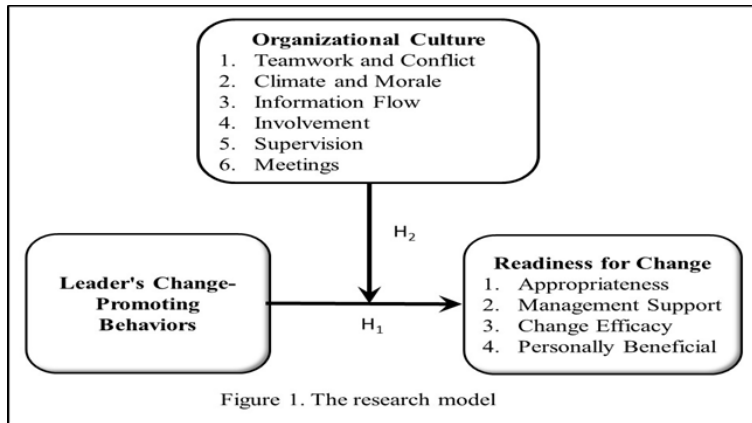 Organizational Culture
1. Teamwork and Conflict
2. Climate and Morale
3. Information Flow
4. Involvement
5. Supervision
6. Meetings
H2
Leader's Change-
Promoting
Behaviors
H1
Readiness for Change
1. Appropriateness
2. Management Support
3. Change Efficacy
4. Personally Beneficial
Figure 1. The research model